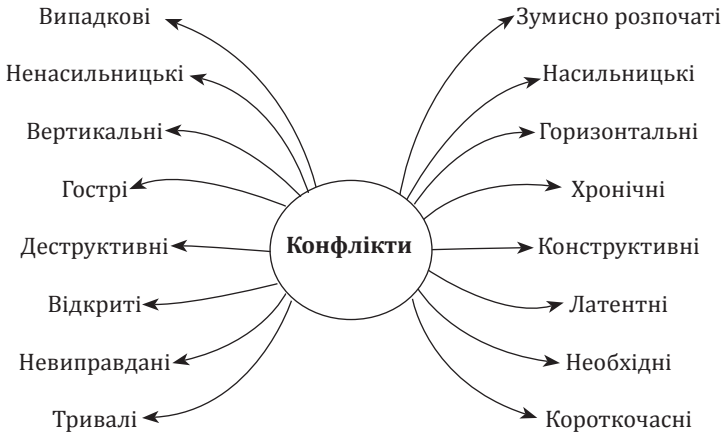 Випадкові
Зумисно розпочаті
Ненасильницькі
Насильницькі
Вертикальні
Горизонтальні
Гострі
Хронічні
Деструктивні
Конфлікти
Конструктивні
Відкриті
Латентні
Невиправдані
Необхідні
Тривалі
Короткочасні